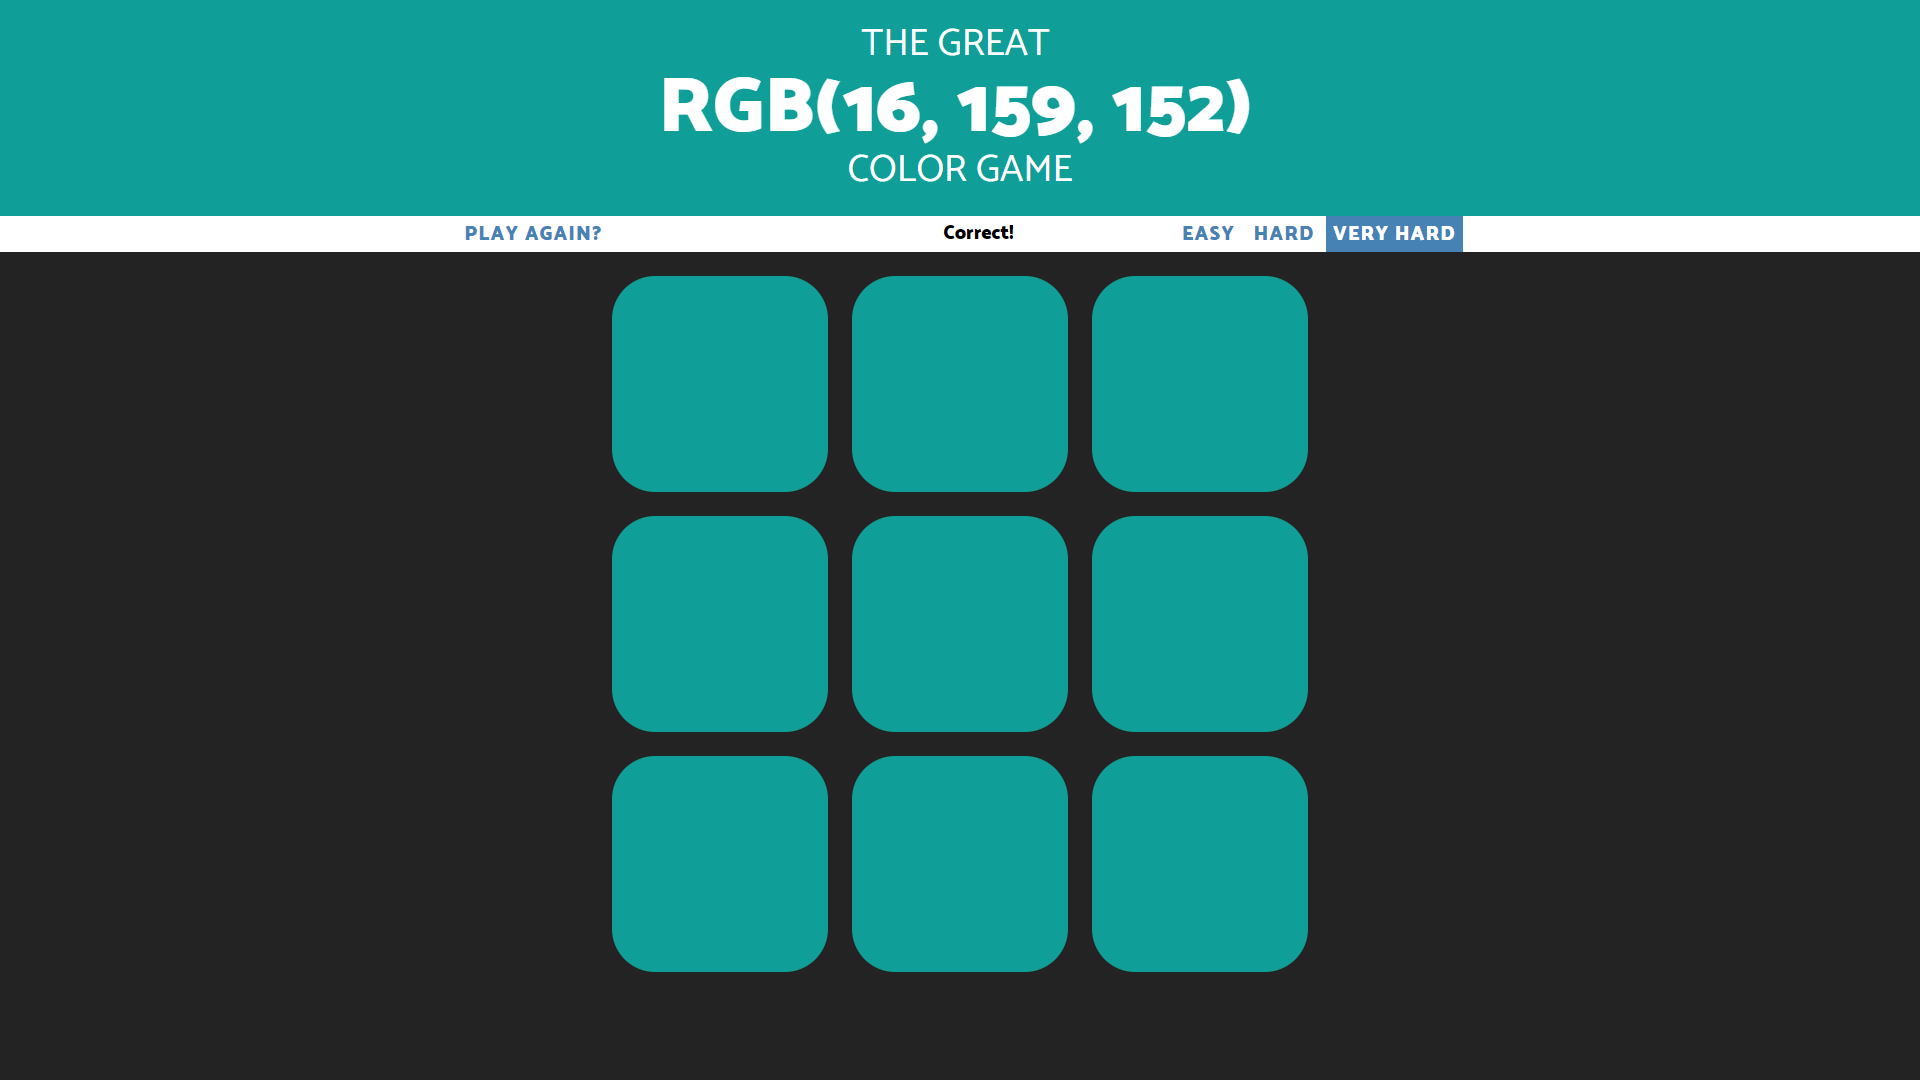 THE GREAT
RGB(16, 159, 152)
COLOR GAME
PLAY AGAIN? Correct! EASY HARD VERY HARD